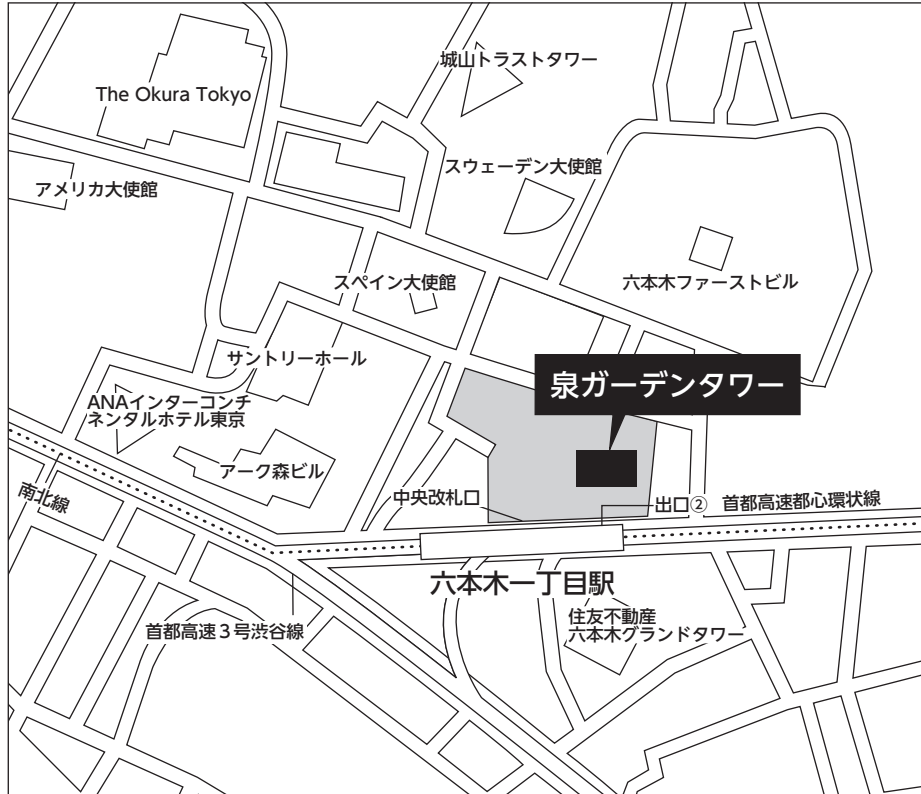 城山トラストタワー
The Okura Tokyo
スウェーデン大使館
アメリカ大使館
スペイン大使館
六本木ファーストビル
サントリーホール
泉ガーデンタワー
ANAインターコンチ
ネンタルホテル東京
アーク森ビル
南北線
中央改札口
出口②
首都高速都心環状線
六本木一丁目駅
住友不動産
六本木グランドタワー
首都高速３号渋谷線